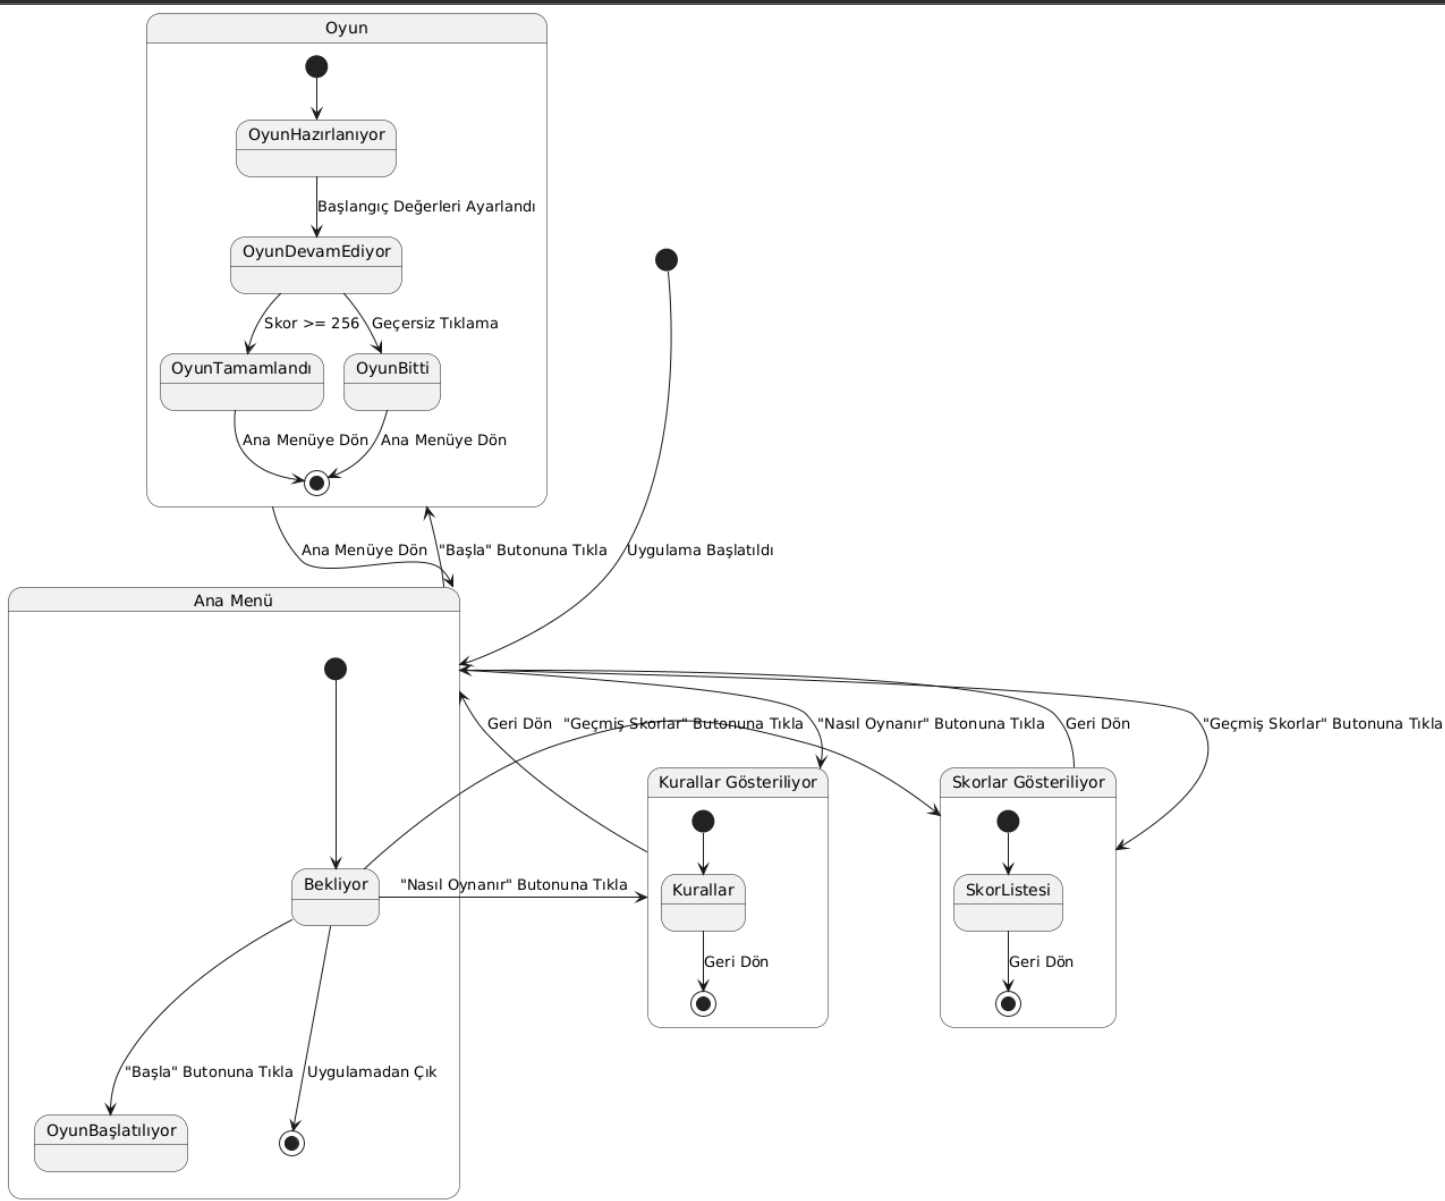 Oyun
OyunHazırlanıyor
Başlangıç Değerleri Ayarlandı
OyunDevamEdiyor
Skor >= 256
Geçersiz Tıklama
OyunTamamlandı
OyunBitti
Ana Menüye Dön
Ana Menüye Dön
Ana Menüye Dön
"Başla" Butonuna Tıkla
Uygulama Başlatıldı
Ana Menü
Geri Dön
"Geçmiş Skorlar" Butonuna Tıkla
"Nasıl Oynanır" Butonuna Tıkla
Geri Dön
"Geçmiş Skorlar" Butonuna Tıkla
Kurallar Gösteriliyor
Skorlar Gösteriliyor
Bekliyor
"Nasıl Oynanır" Butonuna Tıkla
Kurallar
SkorListesi
Geri Dön
Geri Dön
"Başla" Butonuna Tıkla
Uygulamadan Çık
OyunBaşlatılıyor